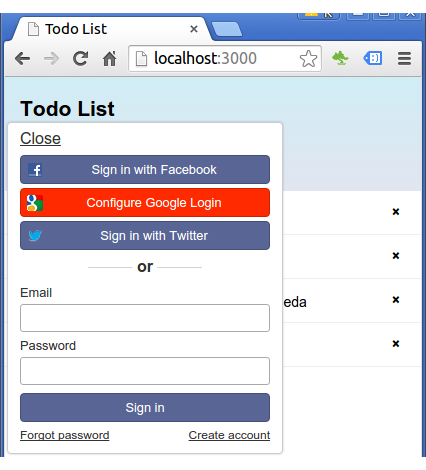 Todo List
localhost:3000
Todo List
Close
Sign in with Facebook
Configure Google Login
Sign in with Twitter
or
Email
eda
Password
Sign in
Forgot password Create account